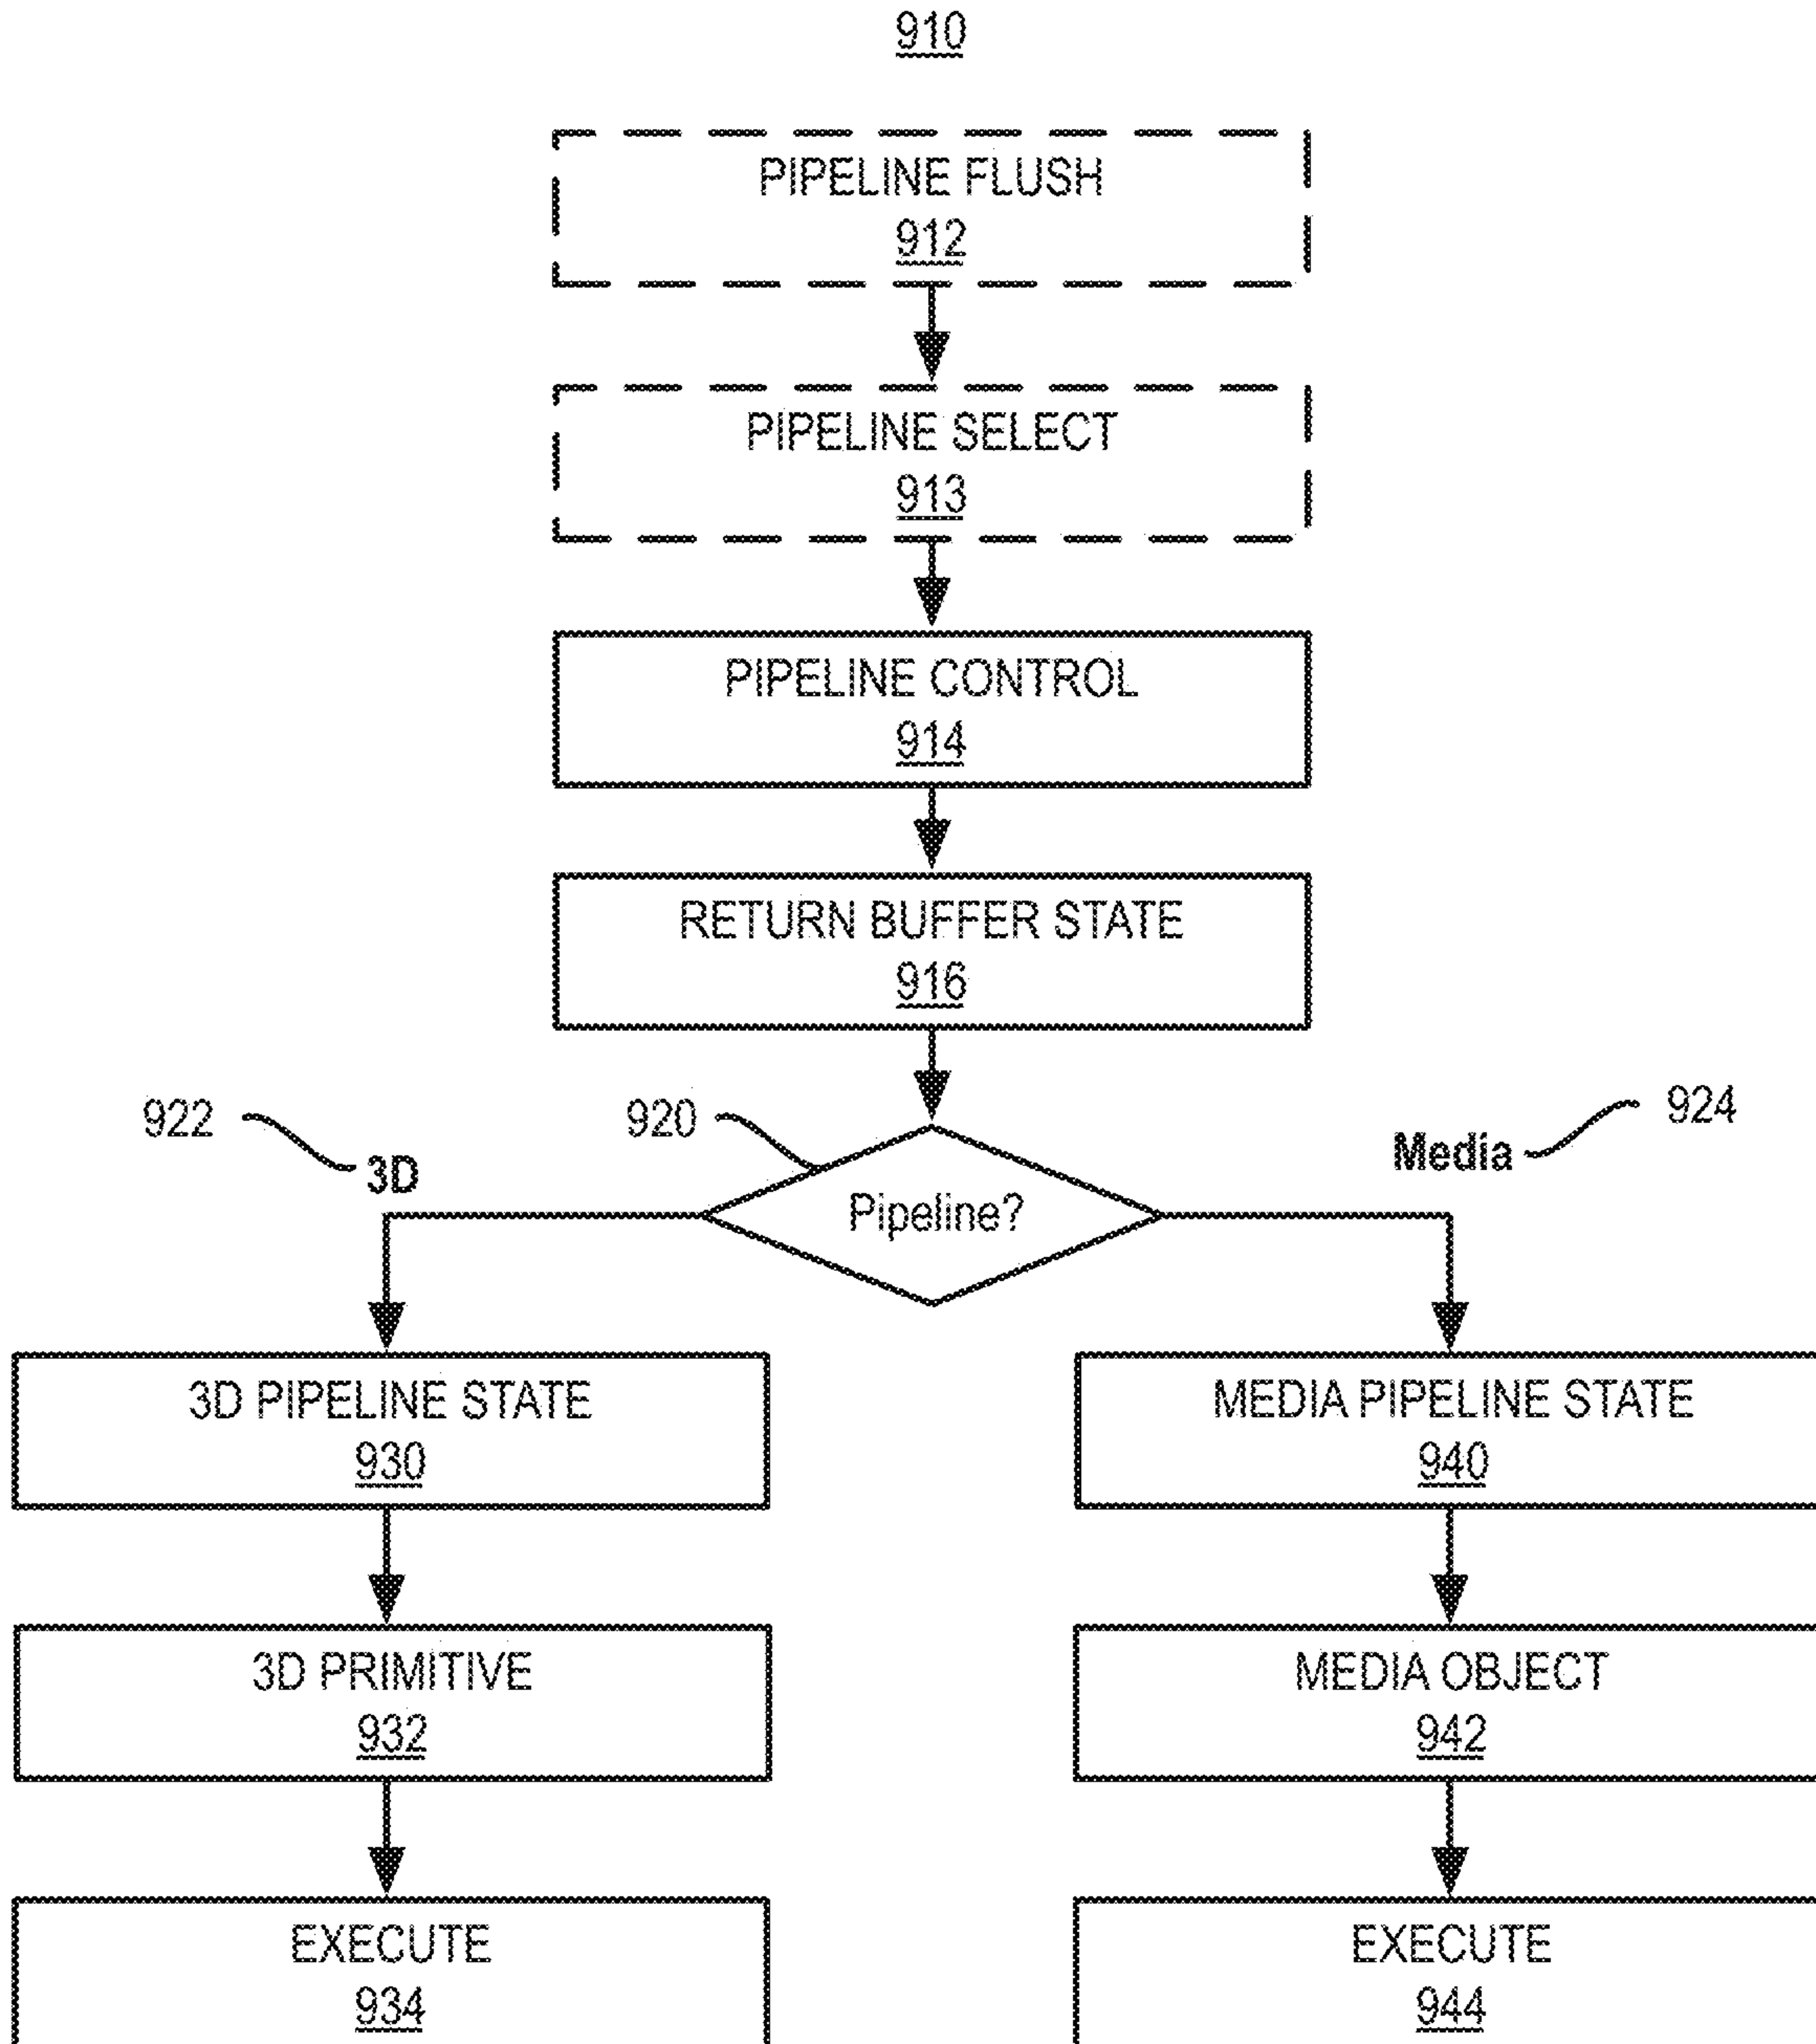 910
PIPELINE FLUSH
912
PIPELINE SELECT
913
PIPELINE CONTROL
914
RETURN BUFFER STATE
916
922
920
924
3D
Media
Pipeline?
3D PIPELINE STATE
930
MEDIA PIPELINE STATE
940
3D PRIMITIVE
932
MEDIA OBJECT
942
EXECUTE
934
EXECUTE
944